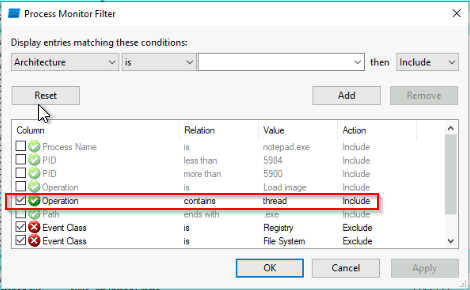 Process Monitor Filter
Display entries matching these conditions:
Architecture is then Include
Reset Add Remove
Column Relation Value Action
Process Name is notepad.exe Include
PID less than 5984 Include
PID more than 5900 Include
Operation is Load image Include
Operation contains thread Include
Path ends with .exe Include
Event Class is Registry Exclude
Event Class is File System Exclude
OK Cancel Apply